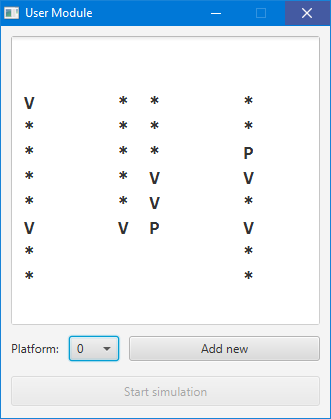 User Module
V * * *
* * * *
* * * P
* * V V
* * V *
V V P V
* *
* *
Platform: 0 Add new
Start simulation